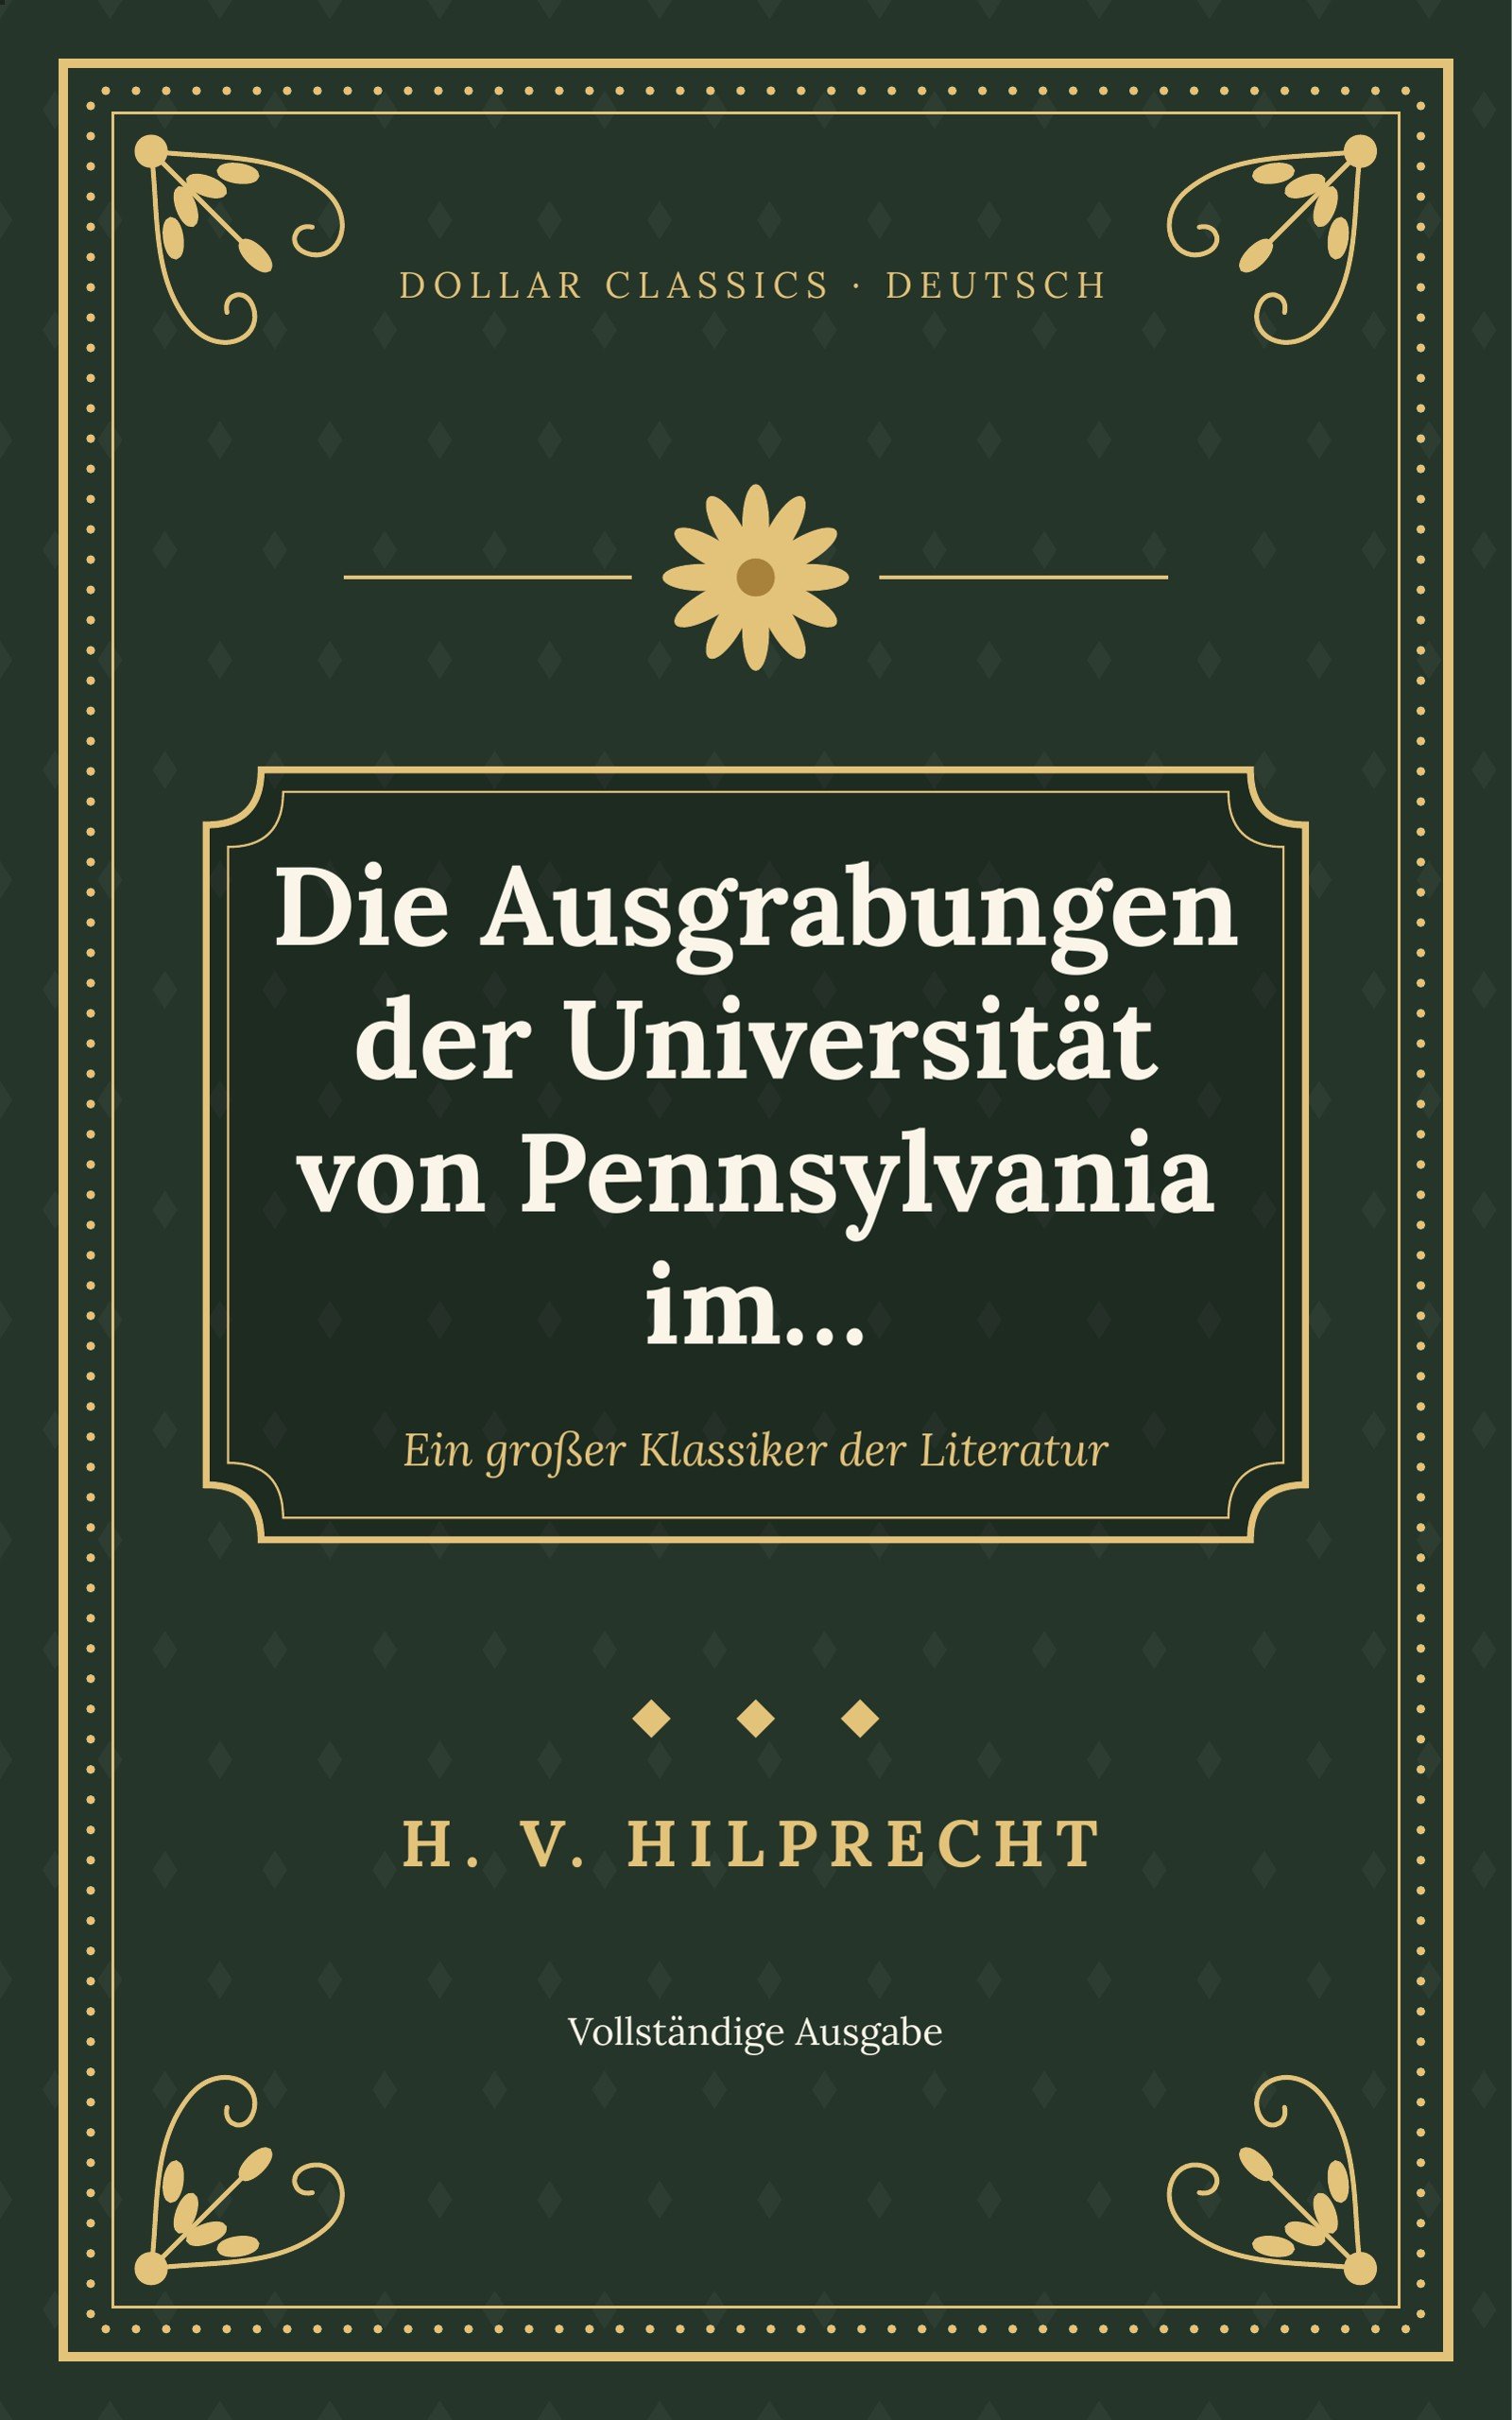 DOLLAR CLASSICS · DEUTSCH
Die Ausgrabungen
der Universität
von Pennsylvania
im...
Ein großer Klassiker der Literatur
H. V. HILPRECHT
Vollständige Ausgabe